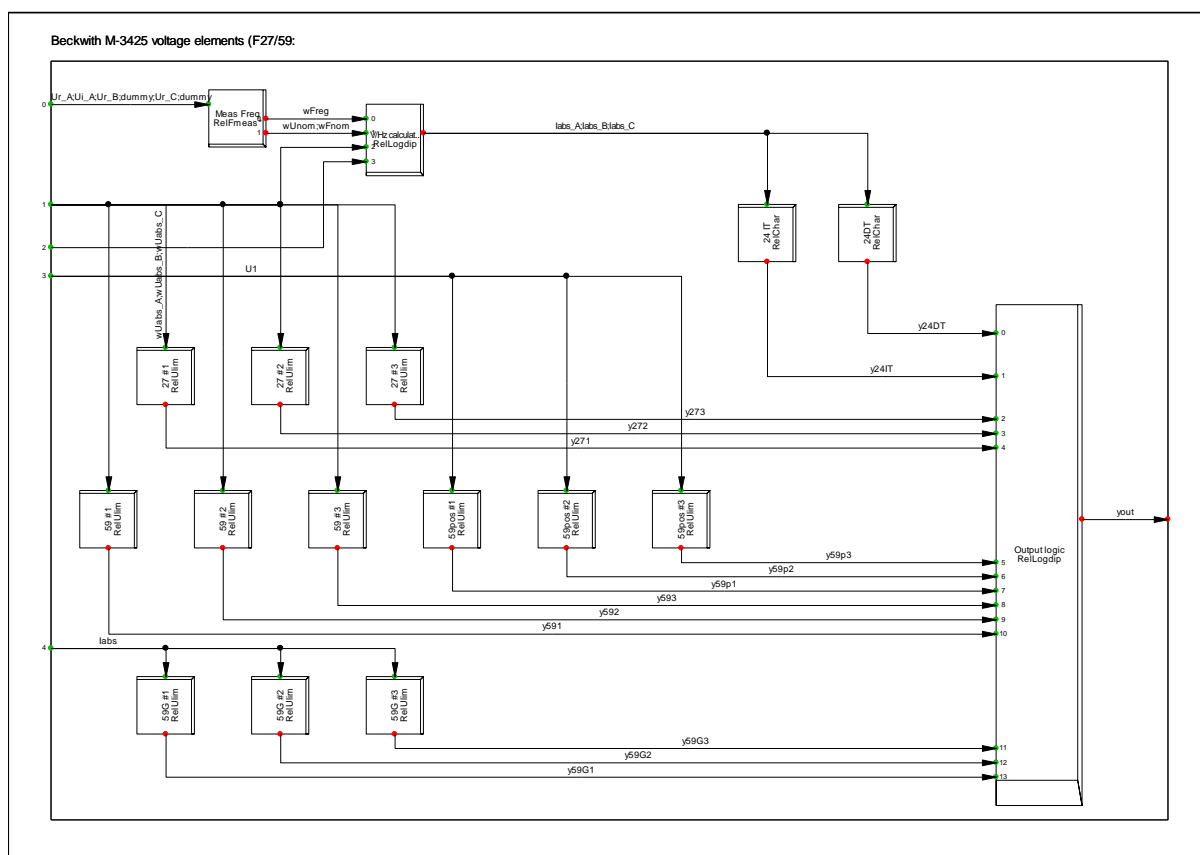 Beckwith M-3425 voltage elements (F27/59:
Ur_A;Ui_A;Ur_B;dummy;Ur_C;dummy
0
Meas Freq
RelFmeas
0
1
wFreg
wUnom;wFnom
0
1
2
3
V/Hz calculat..
RelLogdip
Iabs_A;Iabs_B;Iabs_C
1
2
3
wUabs_A;wUabs_B;wUabs_C
U1
24 IT
RelChar
24DT
RelChar
y24DT
0
y24IT
1
27 #1
RelUlim
27 #2
RelUlim
27 #3
RelUlim
y273
2
y272
3
y271
4
59 #1
RelUlim
59 #2
RelUlim
59 #3
RelUlim
59pos #1
RelUlim
59pos #2
RelUlim
59pos #3
RelUlim
yout
Output logic
RelLogdip
y59p3
5
y59p2
6
y59p1
7
y593
8
y592
9
y591
10
4
Iabs
59G #1
RelUlim
59G #2
RelUlim
59G #3
RelUlim
y59G3
11
y59G2
12
y59G1
13